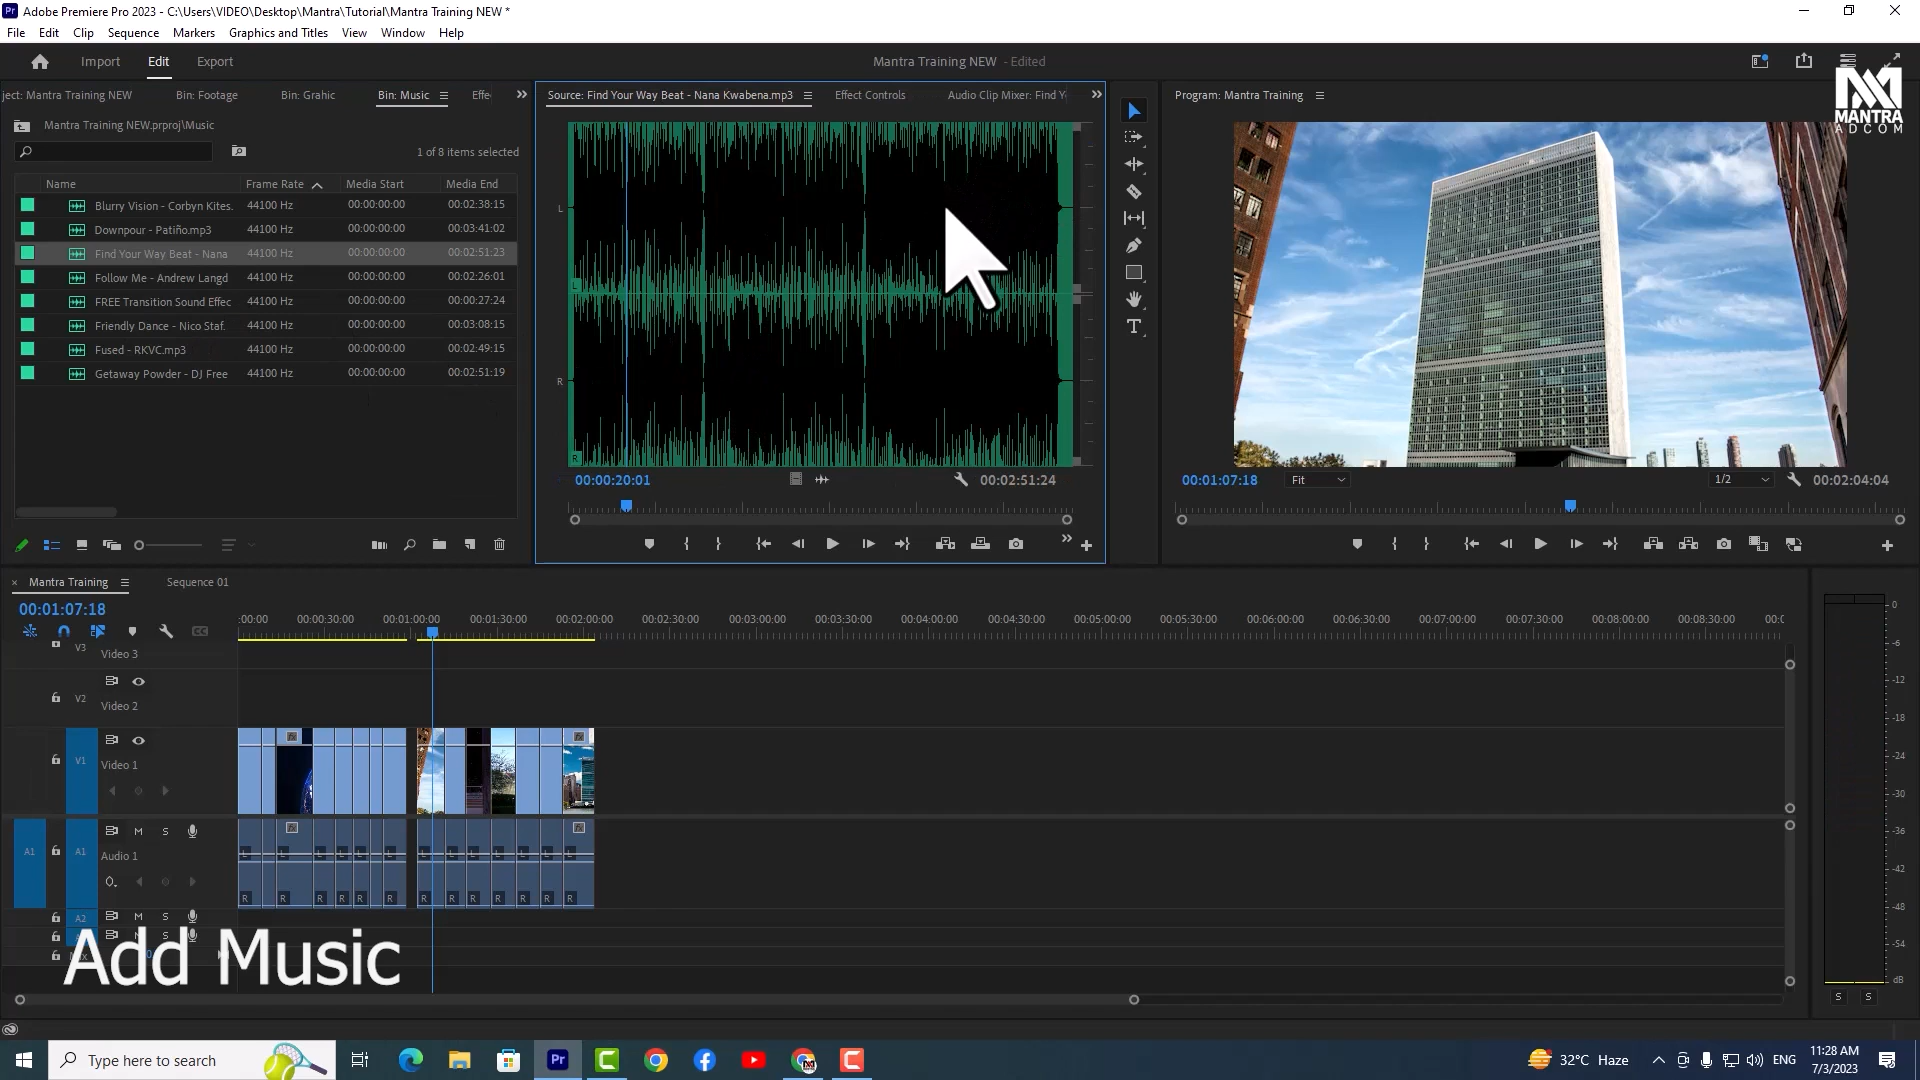 Adobe Premiere Pro 2023 - C:\Users\VIDEO\Desktop\Mantra\Tutorial\Mantra Training NEW *
File Edit Clip Sequence Markers Graphics and Titles View Window Help
Import Edit Export
Mantra Training NEW - Edited
MANTRA
ADCOM
ject: Mantra Training NEW Bin: Footage Bin: Grahic Bin: Music Effe
Source: Find Your Way Beat - Nana Kwabena.mp3 Effect Controls Audio Clip Mixer: Find Y
Program: Mantra Training
Mantra Training NEW.prproj\Music
1 of 8 items selected
Name Frame Rate Media Start Media End
Blurry Vision - Corbyn Kites. 44100 Hz 00:00:00:00 00:02:38:15
Downpour - Patiño.mp3 44100 Hz 00:00:00:00 00:03:41:02
Find Your Way Beat - Nana 44100 Hz 00:00:00:00 00:02:51:23
Follow Me - Andrew Langd 44100 Hz 00:00:00:00 00:02:26:01
FREE Transition Sound Effec 44100 Hz 00:00:00:00 00:00:27:24
Friendly Dance - Nico Staf. 44100 Hz 00:00:00:00 00:03:08:15
Fused - RKVC.mp3 44100 Hz 00:00:00:00 00:02:49:15
Getaway Powder - DJ Free 44100 Hz 00:00:00:00 00:02:51:19
L
L
R
R
T
00:00:20:01 00:02:51:24
00:01:07:18 Fit 1/2 00:02:04:04
Mantra Training Sequence 01
00:01:07:18
:00:00 00:00:30:00 00:01:00:00 00:01:30:00 00:02:00:00 00:02:30:00 00:03:00:00 00:03:30:00 00:04:00:00 00:04:30:00 00:05:00:00 00:05:30:00 00:06:00:00 00:06:30:00 00:07:00:00 00:07:30:00 00:08:00:00 00:08:30:00 00:0
V3 Video 3
V2 Video 2
V1 Video 1
fx fx
A1 A1 M S
Audio 1
fx fx
L L L L L L L L L L L L L
R R R R R R R R R R R R R
A2 M S
M S
Add Music
0
-6
-12
-18
-24
-30
-36
-42
-48
-54
dB
S S
Type here to search
Pr
32°C Haze
ENG
11:28 AM
7/3/2023